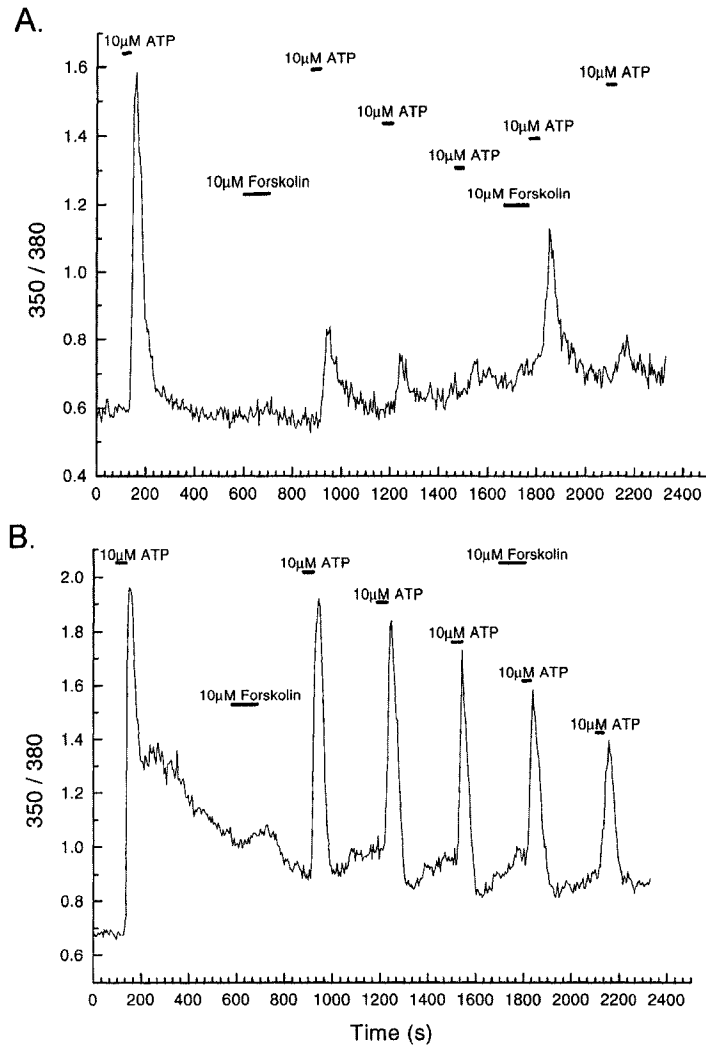 A.
10µM ATP
10µM ATP
10µM ATP
10µM ATP
10µM ATP
10µM ATP
10µM Forskolin
10µM Forskolin
350 / 380
1.6
1.4
1.2
1.0
0.8
0.6
0.4
0 200 400 600 800 1000 1200 1400 1600 1800 2000 2200 2400
B.
10µM ATP
10µM ATP
10µM Forskolin
10µM ATP
10µM ATP
10µM ATP
10µM Forskolin
10µM ATP
350 / 380
2.0
1.8
1.6
1.4
1.2
1.0
0.8
0.6
0 200 400 600 800 1000 1200 1400 1600 1800 2000 2200 2400
Time (s)